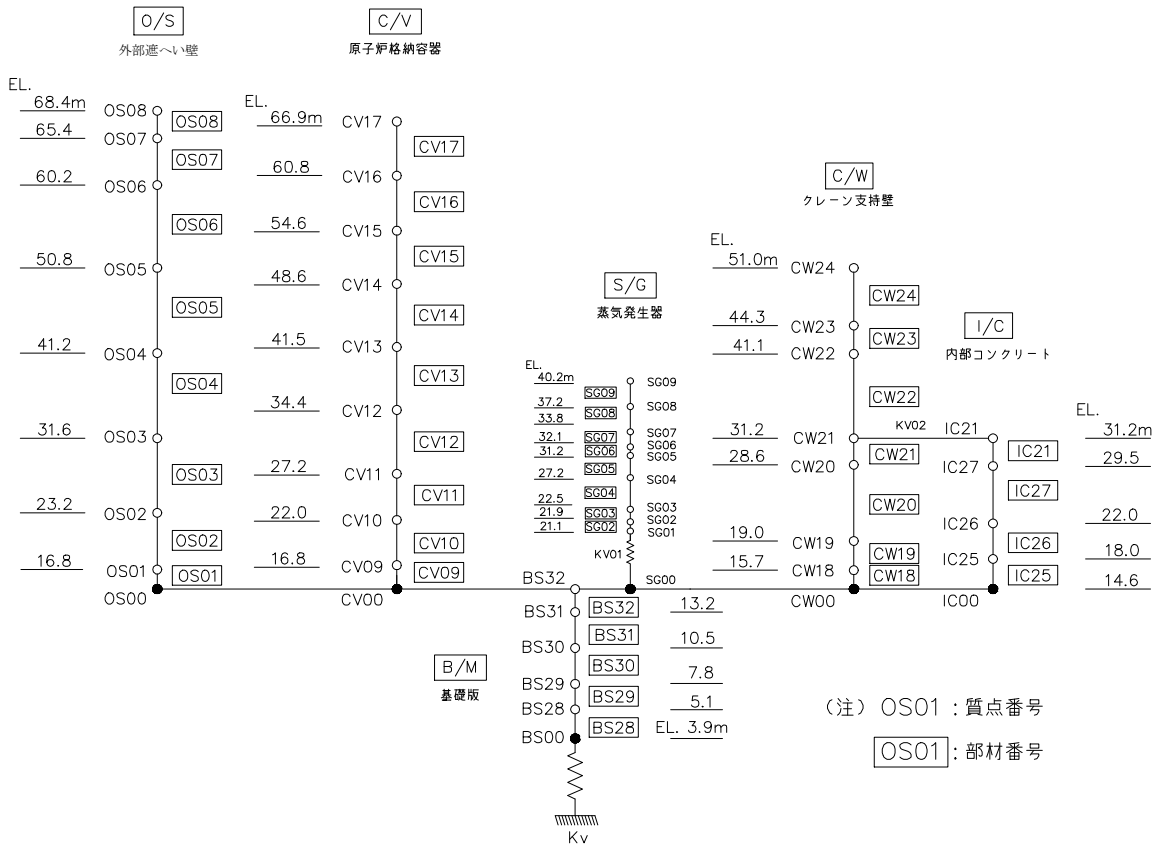 O/S
外部遮へい壁
EL.
68.4m
OS08
OS08
65.4
OS07
OS07
60.2
OS06
OS06
50.8
OS05
OS05
41.2
OS04
OS04
31.6
OS03
OS03
23.2
OS02
OS02
16.8
OS01
OS01
OS00
C/V
原子炉格納容器
EL.
66.9m
CV17
CV17
60.8
CV16
CV16
54.6
CV15
CV15
48.6
CV14
CV14
41.5
CV13
CV13
34.4
CV12
CV12
27.2
CV11
CV11
22.0
CV10
CV10
16.8
CV09
CV09
CV00
S/G
蒸気発生器
EL.
40.2m
SG09
SG09
37.2
SG08
SG08
33.8
SG07
32.1
SG07
SG06
31.2
SG06
SG05
27.2
SG05
SG04
22.5
SG04
SG03
21.9
SG03
SG02
21.1
SG02
SG01
KV01
SG00
C/W
クレーン支持壁
EL.
51.0m
CW24
CW24
44.3
CW23
CW23
41.1
CW22
CW22
31.2
CW21
KV02
CW21
28.6
CW20
CW20
19.0
CW19
CW19
15.7
CW18
CW18
CW00
I/C
内部コンクリート
EL.
IC21
31.2m
IC21
IC27
29.5
IC27
IC26
22.0
IC26
IC25
18.0
IC25
14.6
IC00
B/M
基礎版
BS32
BS32
13.2
BS31
BS31
10.5
BS30
BS30
7.8
BS29
BS29
5.1
BS28
BS28
EL. 3.9m
BS00
Kv
(注) OS01 : 質点番号
OS01 : 部材番号